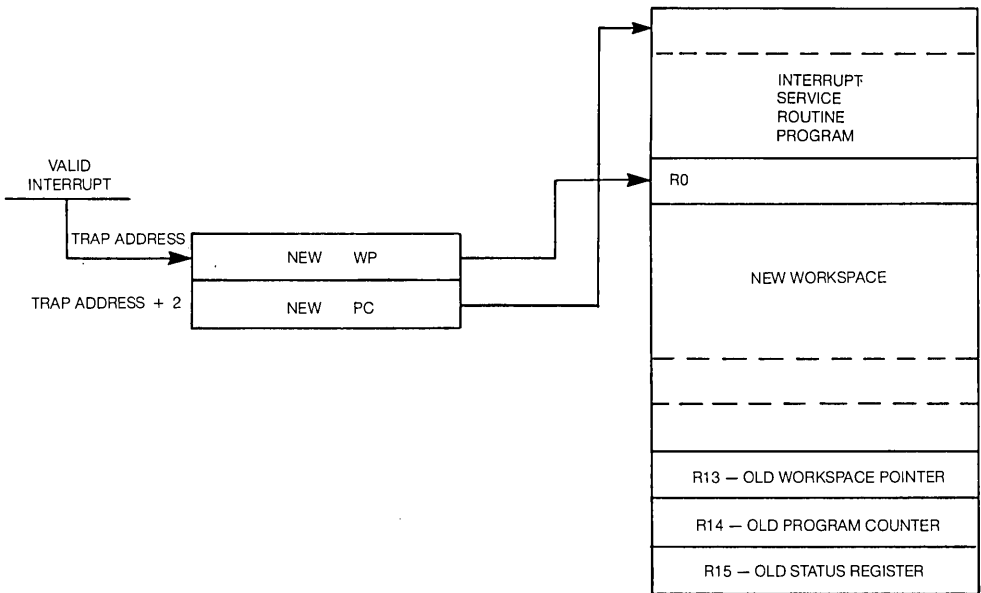 INTERRUPT
SERVICE
ROUTINE
PROGRAM
VALID
INTERRUPT
R0
TRAP ADDRESS
NEW WP
NEW WORKSPACE
TRAP ADDRESS + 2
NEW PC
R13 — OLD WORKSPACE POINTER
R14 — OLD PROGRAM COUNTER
R15 — OLD STATUS REGISTER